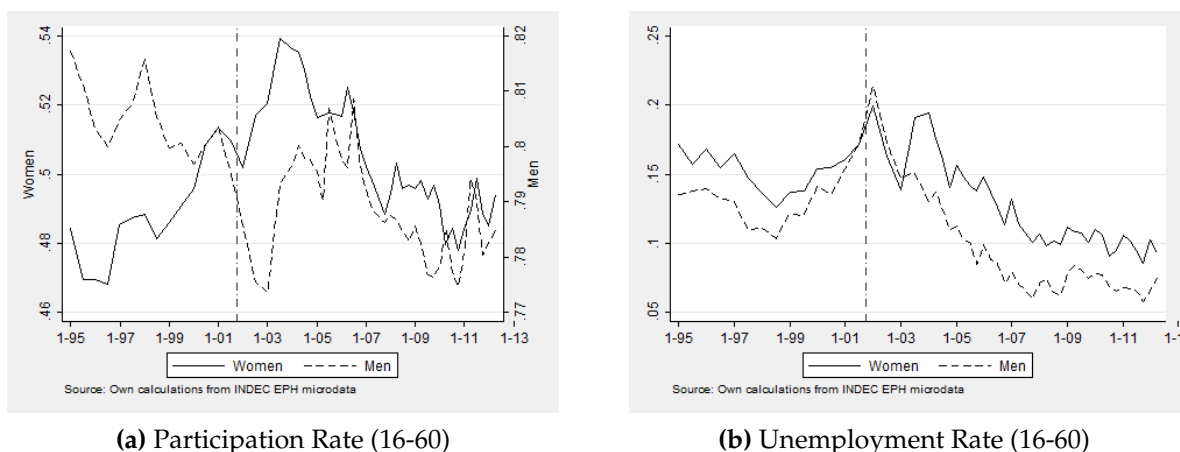 .54
.52
.5
.48
.46
Women
.82
.81
.8
.79
.78
.77
Men
1-95 1-97 1-99 1-01 1-03 1-05 1-07 1-09 1-11 1-13
Women Men
Source: Own calculations from INDEC EPH microdata
(a) Participation Rate (16-60)
.25
.2
.15
.1
.05
1-95 1-97 1-99 1-01 1-03 1-05 1-07 1-09 1-11
Women Men
Source: Own calculations from INDEC EPH microdata
(b) Unemployment Rate (16-60)